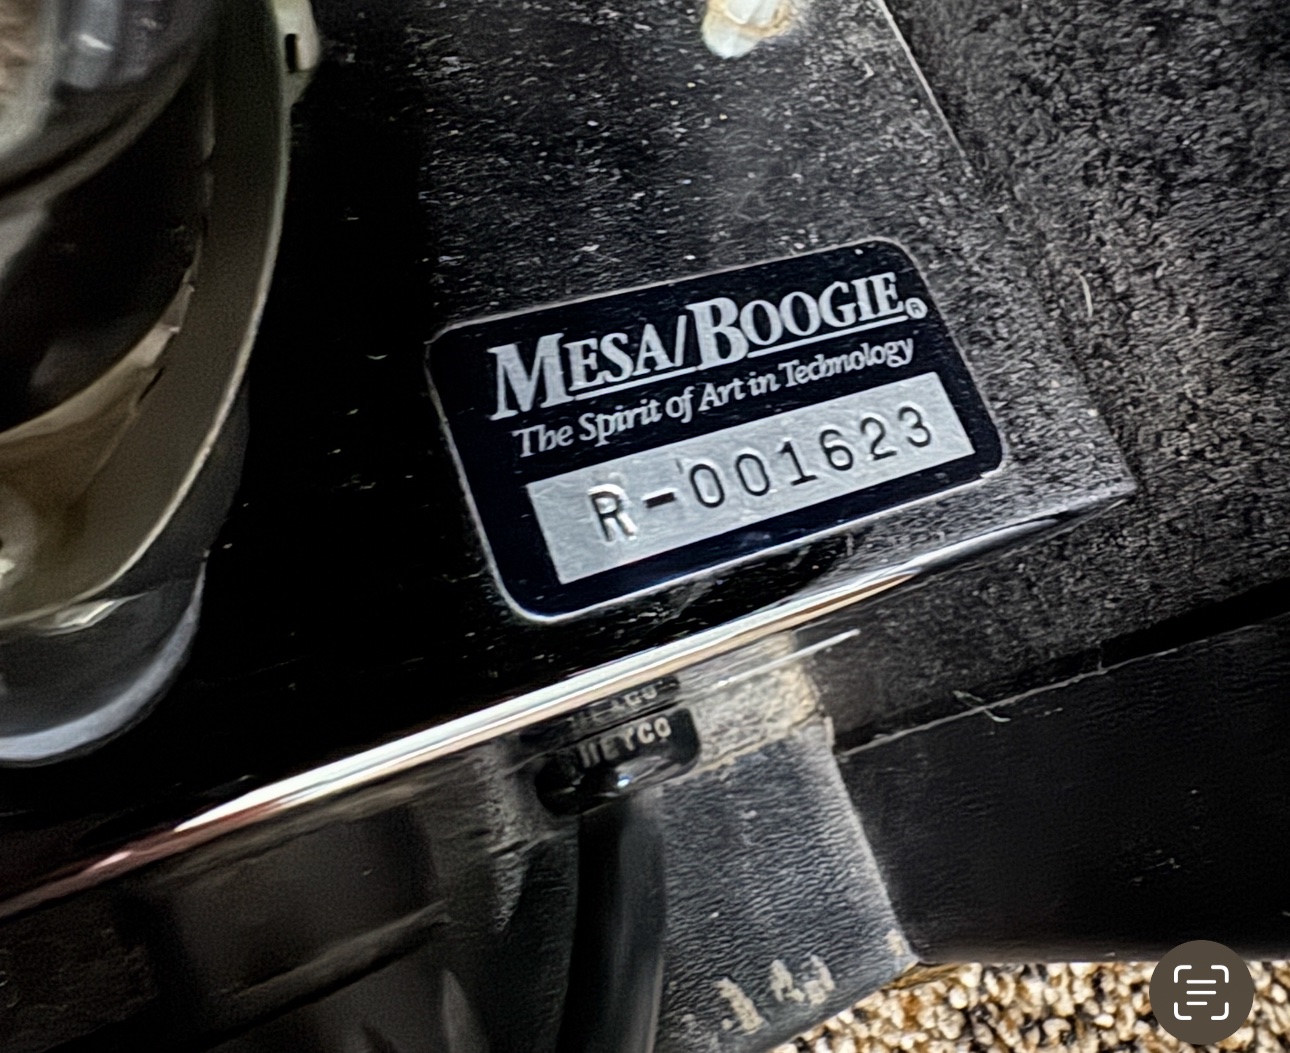 MESA/BOOGIE®
The Spirit of Art in Technology
R-001623
HEYCO